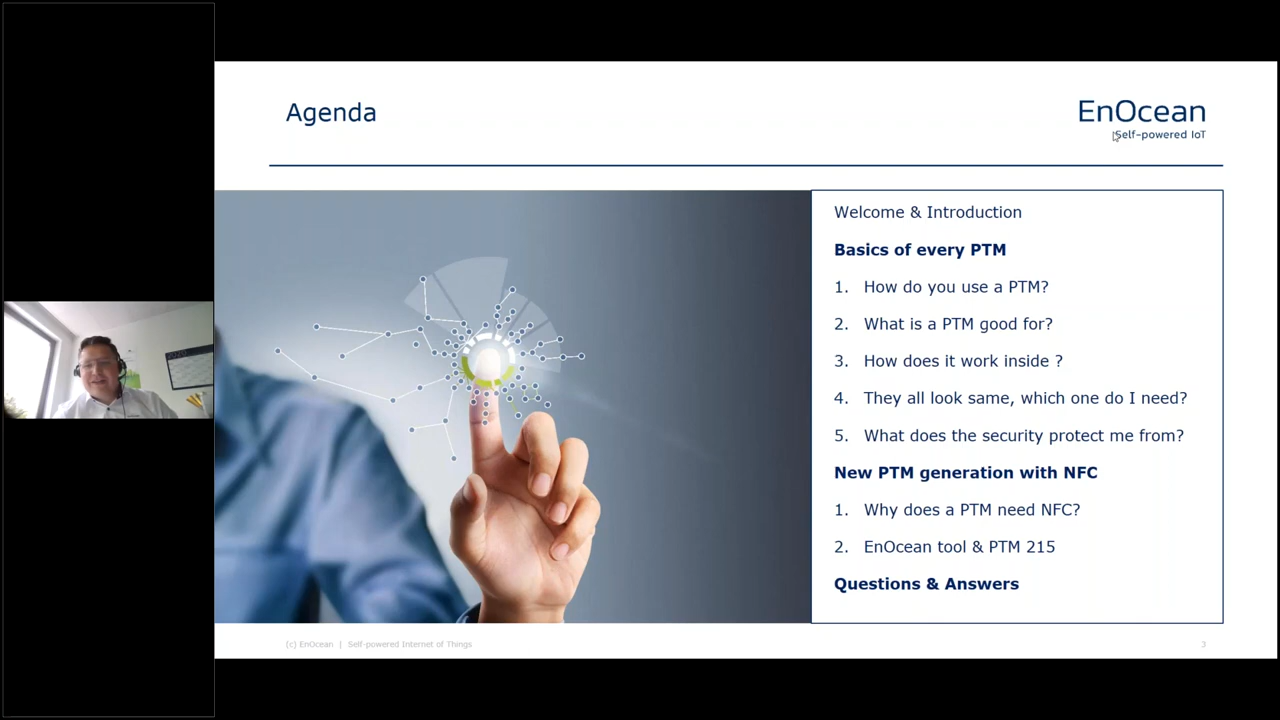 Agenda
EnOcean
Self-powered IoT
Welcome & Introduction
Basics of every PTM
1. How do you use a PTM?
2. What is a PTM good for?
3. How does it work inside ?
4. They all look same, which one do I need?
5. What does the security protect me from?
New PTM generation with NFC
1. Why does a PTM need NFC?
2. EnOcean tool & PTM 215
Questions & Answers
(c) EnOcean | Self-powered Internet of Things
3